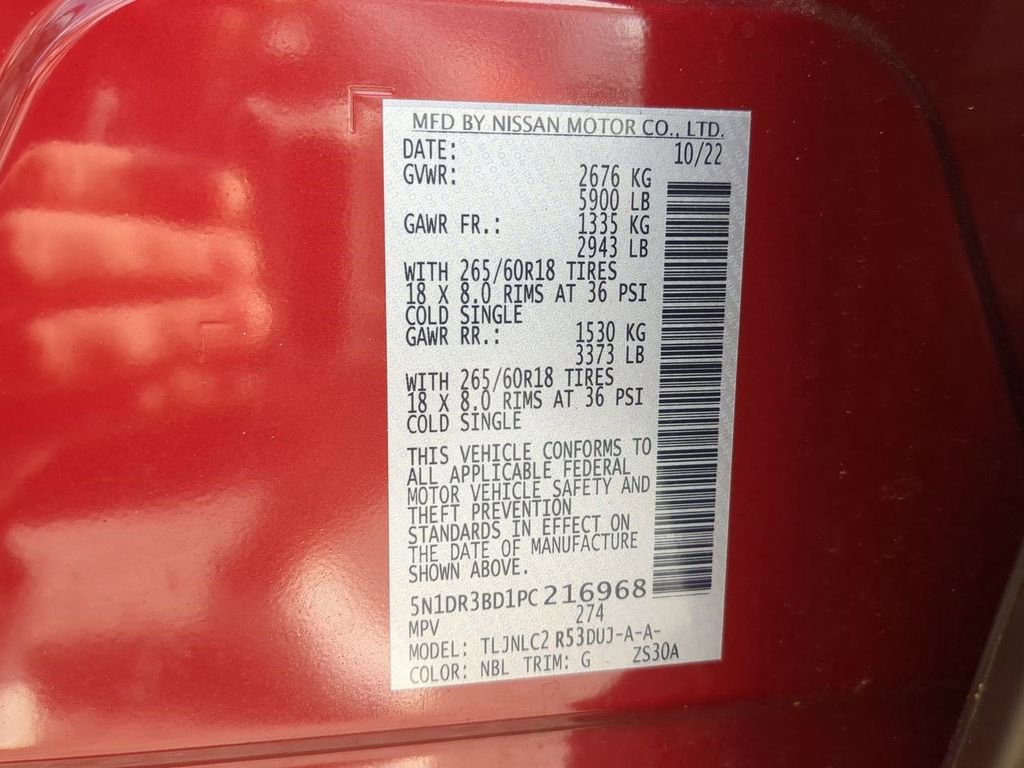 MFD BY NISSAN MOTOR CO., LTD.
DATE: 10/22
GVWR: 2676 KG
5900 LB
GAWR FR.: 1335 KG
2943 LB
WITH 265/60R18 TIRES
18 X 8.0 RIMS AT 36 PSI
COLD SINGLE
GAWR RR.: 1530 KG
3373 LB
WITH 265/60R18 TIRES
18 X 8.0 RIMS AT 36 PSI
COLD SINGLE
THIS VEHICLE CONFORMS TO
ALL APPLICABLE FEDERAL
MOTOR VEHICLE SAFETY AND
THEFT PREVENTION
STANDARDS IN EFFECT ON
THE DATE OF MANUFACTURE
SHOWN ABOVE.
5N1DR3BD1PC216968
MPV 274
MODEL: TLJNLC2 R53DUJ-A-A-
COLOR: NBL TRIM: G ZS30A